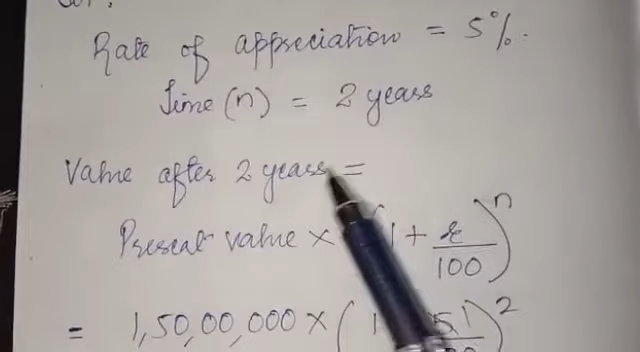 Rate of appreciation = 5%.
Time (n) = 2 years
Value after 2 years =
Present value × (1 + r/100)^n
= 1,50,00,000 × (1